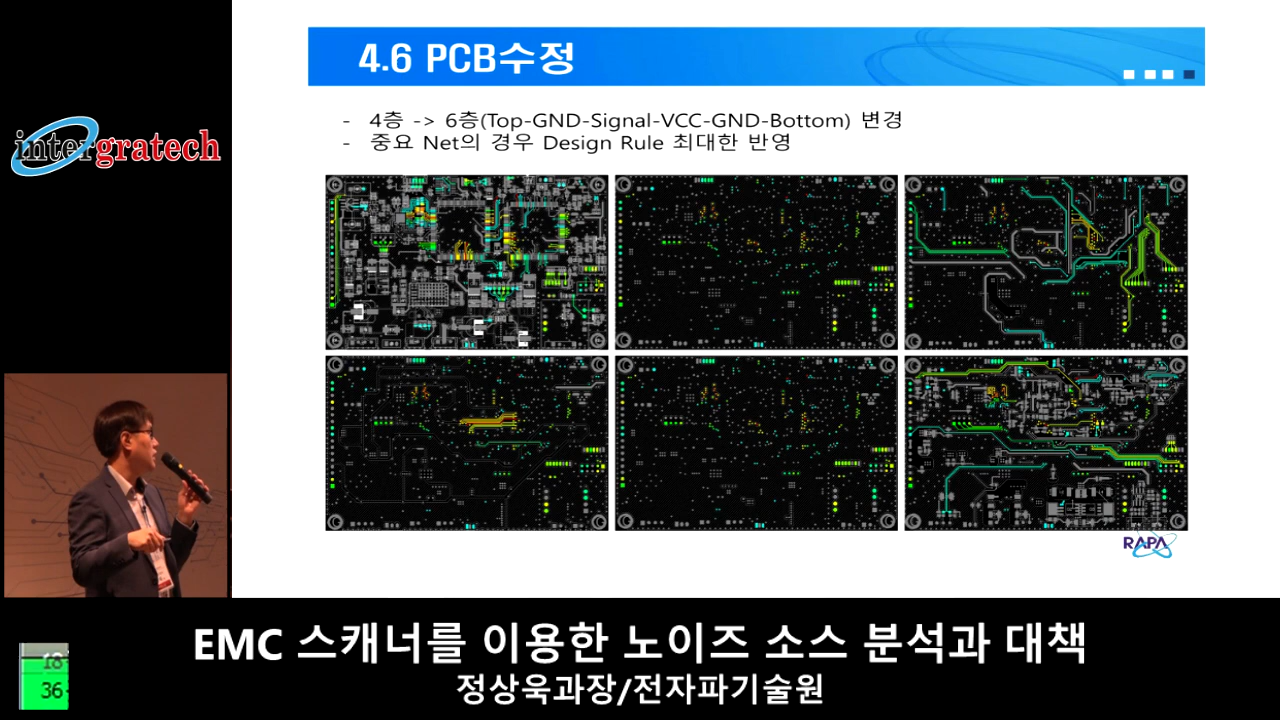 4.6 PCB수정
- 4층 -> 6층(Top-GND-Signal-VCC-GND-Bottom) 변경
- 중요 Net의 경우 Design Rule 최대한 반영
intergratech
RAPA
EMC 스캐너를 이용한 노이즈 소스 분석과 대책
정상욱과장/전자파기술원
18
36